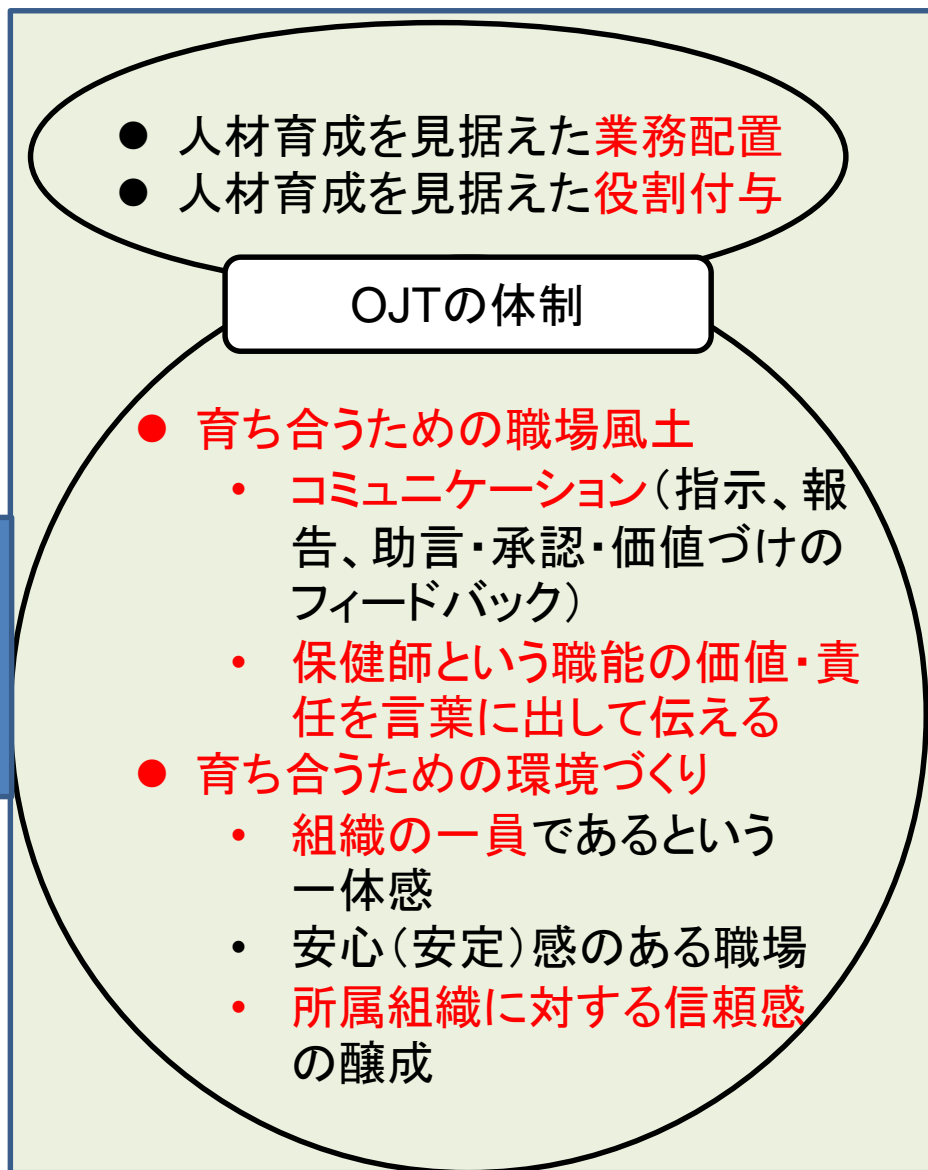 ● 人材育成を見据えた業務配置
● 人材育成を見据えた役割付与
OJTの体制
● 育ち合うための職場風土
• コミュニケーション（指示、報
告、助言・承認・価値づけの
フィードバック）
• 保健師という職能の価値・責
任を言葉に出して伝える
● 育ち合うための環境づくり
• 組織の一員であるという
一体感
• 安心（安定）感のある職場
• 所属組織に対する信頼感
の醸成